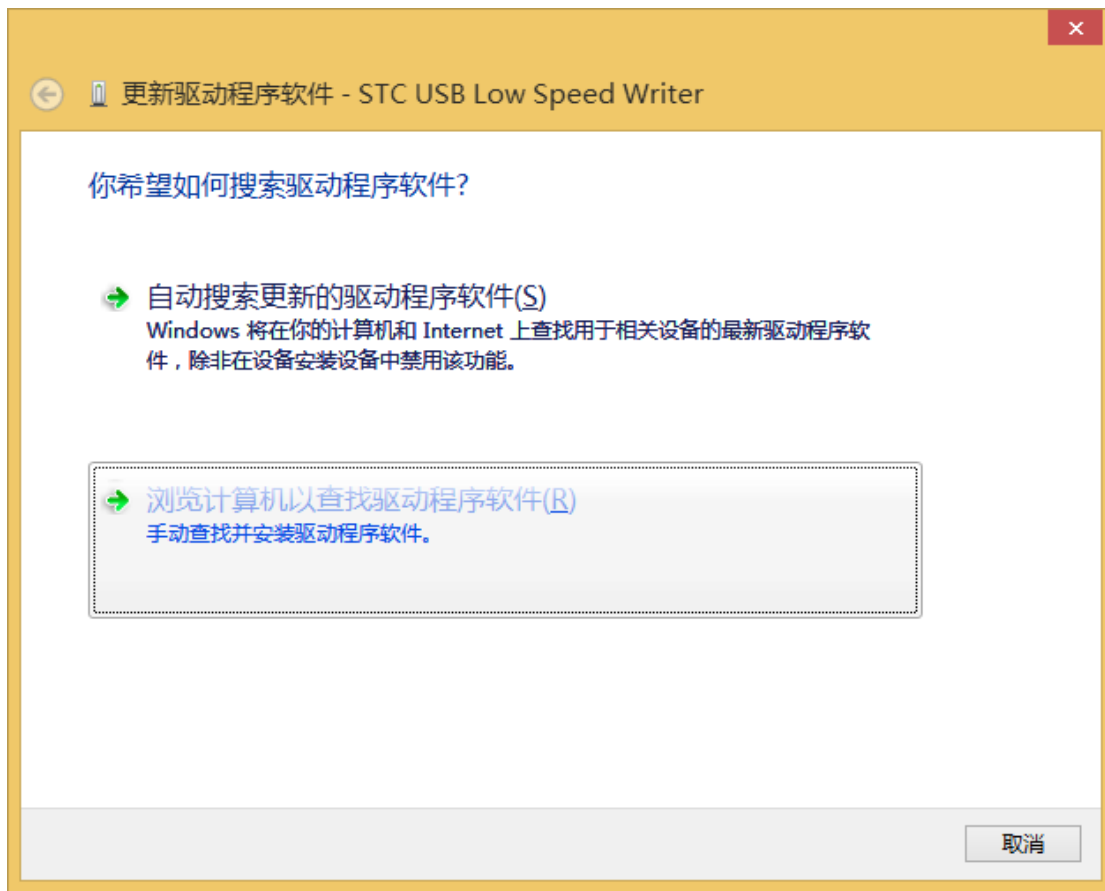 更新驱动程序软件 - STC USB Low Speed Writer
你希望如何搜索驱动程序软件?
自动搜索更新的驱动程序软件(S)
Windows 将在你的计算机和 Internet 上查找用于相关设备的最新驱动程序软
件，除非在设备安装设备中禁用该功能。
浏览计算机以查找驱动程序软件(R)
手动查找并安装驱动程序软件。
取消